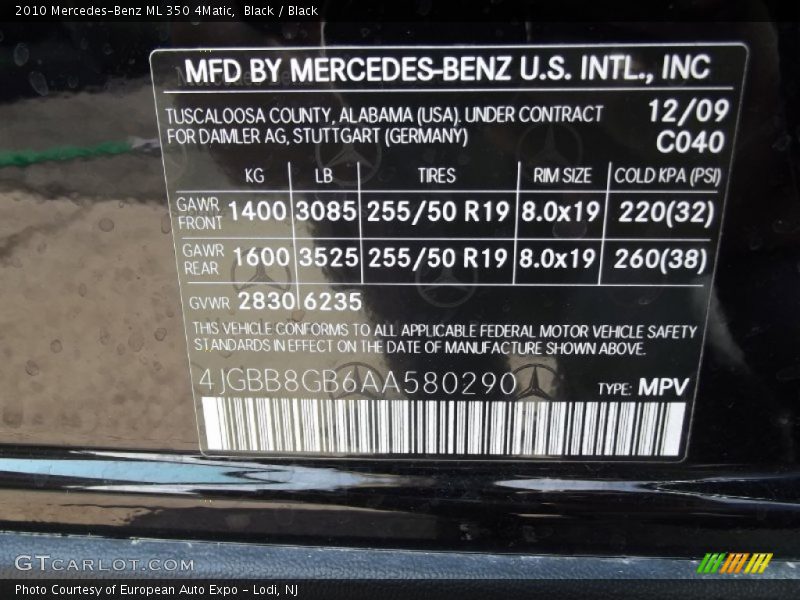 2010 Mercedes-Benz ML 350 4Matic,  Black / Black
MFD BY MERCEDES-BENZ U.S. INTL., INC
TUSCALOOSA COUNTY, ALABAMA (USA). UNDER CONTRACT 12/09
FOR DAIMLER AG, STUTTGART (GERMANY) C040
KG LB TIRES RIM SIZE COLD KPA (PSI)
GAWR FRONT 1400 3085 255/50 R19 8.0x19 220(32)
GAWR REAR 1600 3525 255/50 R19 8.0x19 260(38)
GVWR 2830 6235
THIS VEHICLE CONFORMS TO ALL APPLICABLE FEDERAL MOTOR VEHICLE SAFETY
STANDARDS IN EFFECT ON THE DATE OF MANUFACTURE SHOWN ABOVE.
4JGBB8GB6AA580290 TYPE: MPV
GTCARLOT.COM
Photo Courtesy of European Auto Expo - Lodi, NJ